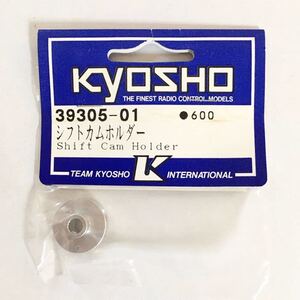 KYOSHO
THE FINEST RADIO CONTROL MODELS
39305-01 ●600
シフトカムホルダー
Shift Cam Holder
K
TEAM KYOSHO INTERNATIONAL